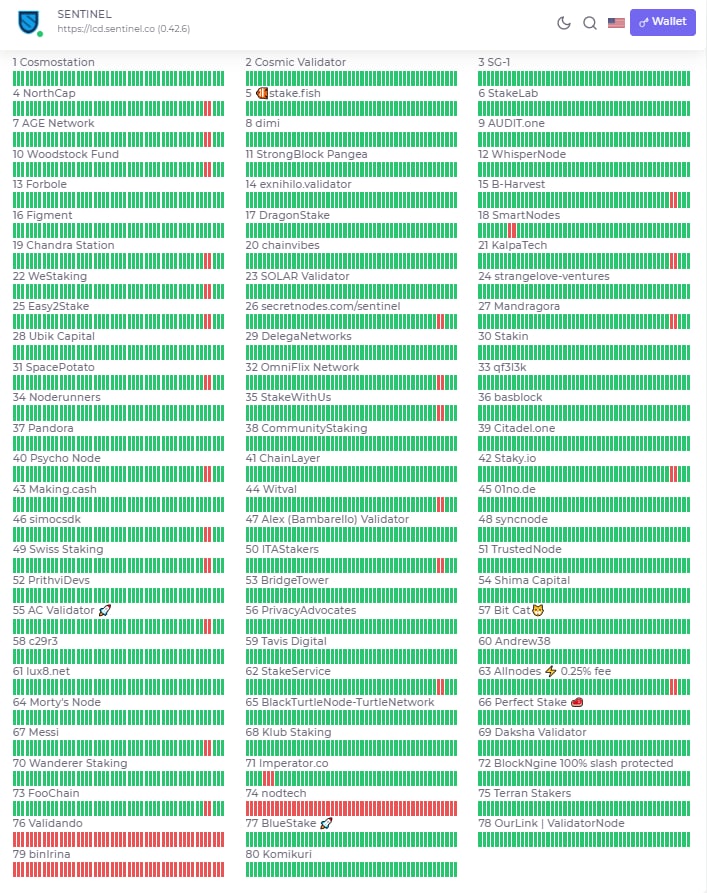 SENTINEL
https://lcd.sentinel.co (0.42.6)
Wallet
1 Cosmostation
2 Cosmic Validator
3 SG-1
4 NorthCap
5 🐠stake.fish
6 StakeLab
7 AGE Network
8 dimi
9 AUDIT.one
10 Woodstock Fund
11 StrongBlock Pangea
12 WhisperNode
13 Forbole
14 exnihilo.validator
15 B-Harvest
16 Figment
17 DragonStake
18 SmartNodes
19 Chandra Station
20 chainvibes
21 KalpaTech
22 WeStaking
23 SOLAR Validator
24 strangelove-ventures
25 Easy2Stake
26 secretnodes.com/sentinel
27 Mandragora
28 Ubik Capital
29 DelegaNetworks
30 Stakin
31 SpacePotato
32 OmniFlix Network
33 qf3l3k
34 Noderunners
35 StakeWithUs
36 basblock
37 Pandora
38 CommunityStaking
39 Citadel.one
40 Psycho Node
41 ChainLayer
42 Staky.io
43 Making.cash
44 Witval
45 01no.de
46 simocsdk
47 Alex (Bambarello) Validator
48 syncnode
49 Swiss Staking
50 ITAStakers
51 TrustedNode
52 PrithviDevs
53 BridgeTower
54 Shima Capital
55 AC Validator 🚀
56 PrivacyAdvocates
57 Bit Cat😺
58 c29r3
59 Tavis Digital
60 Andrew38
61 lux8.net
62 StakeService
63 Allnodes ⚡ 0.25% fee
64 Morty's Node
65 BlackTurtleNode-TurtleNetwork
66 Perfect Stake 🥩
67 Messi
68 Klub Staking
69 Daksha Validator
70 Wanderer Staking
71 Imperator.co
72 BlockNgine 100% slash protected
73 FooChain
74 nodtech
75 Terran Stakers
76 Validando
77 BlueStake 🚀
78 OurLink | ValidatorNode
79 binIrina
80 Komikuri